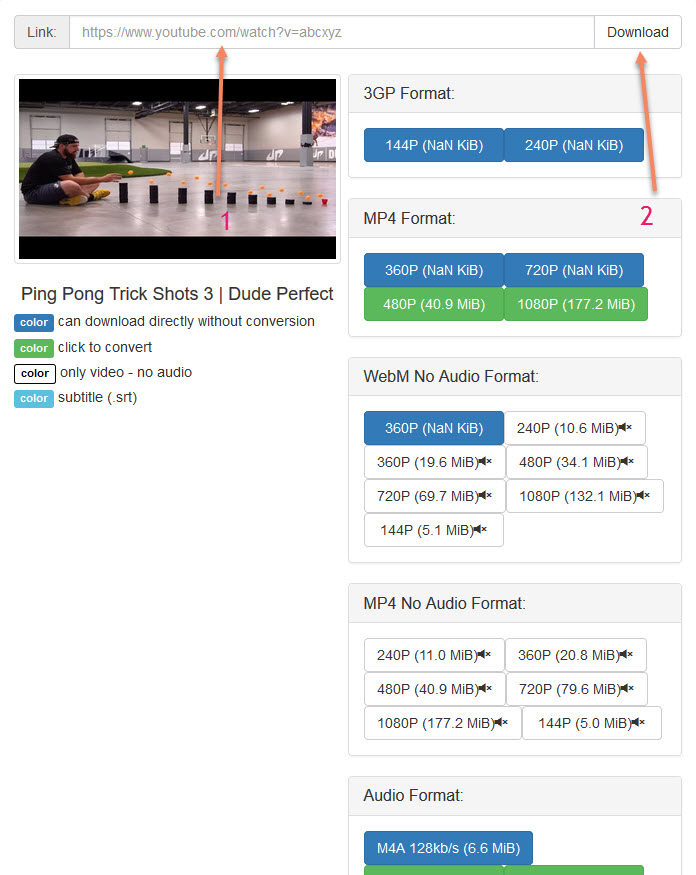 Link: https://www.youtube.com/watch?v=abcxyz Download
1
2
Ping Pong Trick Shots 3 | Dude Perfect
color can download directly without conversion
color click to convert
color only video - no audio
color subtitle (.srt)
3GP Format:
144P (NaN KiB) 240P (NaN KiB)
MP4 Format:
360P (NaN KiB) 720P (NaN KiB)
480P (40.9 MiB) 1080P (177.2 MiB)
WebM No Audio Format:
360P (NaN KiB) 240P (10.6 MiB)
360P (19.6 MiB) 480P (34.1 MiB)
720P (69.7 MiB) 1080P (132.1 MiB)
144P (5.1 MiB)
MP4 No Audio Format:
240P (11.0 MiB) 360P (20.8 MiB)
480P (40.9 MiB) 720P (79.6 MiB)
1080P (177.2 MiB) 144P (5.0 MiB)
Audio Format:
M4A 128kb/s (6.6 MiB)